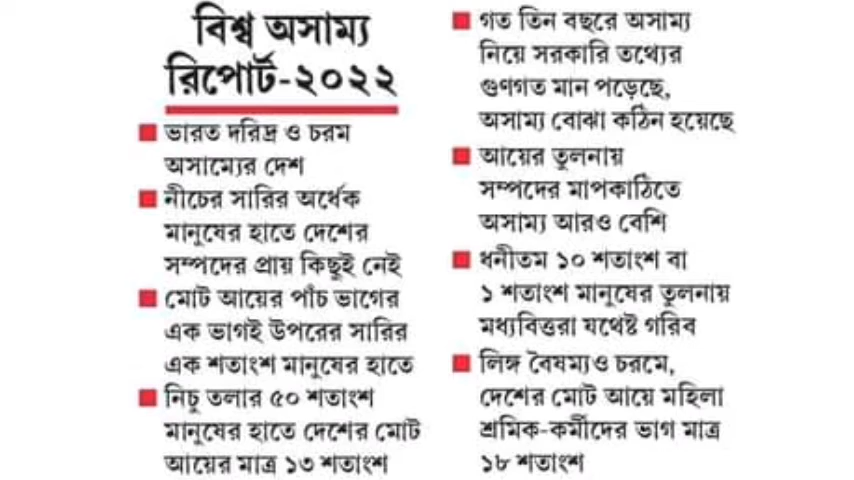 বিশ্ব অসাম্য
রিপোর্ট-২০২২
ভারত দরিদ্র ও চরম
অসাম্যের দেশ
নীচের সারির অর্ধেক
মানুষের হাতে দেশের
সম্পদের প্রায় কিছুই নেই
মোট আয়ের পাঁচ ভাগের
এক ভাগই উপরের সারির
এক শতাংশ মানুষের হাতে
নিচু তলার ৫০ শতাংশ
মানুষের হাতে দেশের মোট
আয়ের মাত্র ১৩ শতাংশ
গত তিন বছরে অসাম্য
নিয়ে সরকারি তথ্যের
গুণগত মান পড়েছে,
অসাম্য বোঝা কঠিন হয়েছে
আয়ের তুলনায়
সম্পদের মাপকাঠিতে
অসাম্য আরও বেশি
ধনীতম ১০ শতাংশ বা
১ শতাংশ মানুষের তুলনায়
মধ্যবিত্তরা যথেষ্ট গরিব
লিঙ্গ বৈষম্যও চরমে,
দেশের মোট আয়ে মহিলা
শ্রমিক-কর্মীদের ভাগ মাত্র
১৮ শতাংশ